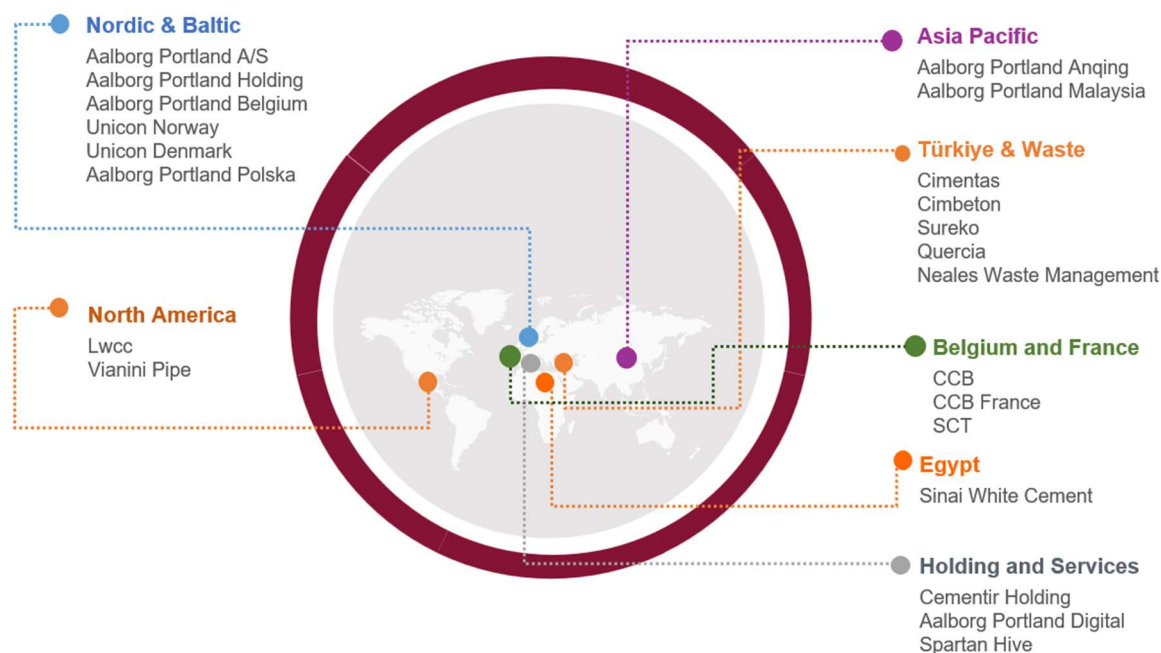 Nordic & Baltic
Aalborg Portland A/S
Aalborg Portland Holding
Aalborg Portland Belgium
Unicon Norway
Unicon Denmark
Aalborg Portland Polska
North America
Lwcc
Vianini Pipe
Asia Pacific
Aalborg Portland Anqing
Aalborg Portland Malaysia
Türkiye & Waste
Cimentas
Cimbeton
Sureko
Quercia
Neales Waste Management
Belgium and France
CCB
CCB France
SCT
Egypt
Sinai White Cement
Holding and Services
Cementir Holding
Aalborg Portland Digital
Spartan Hive